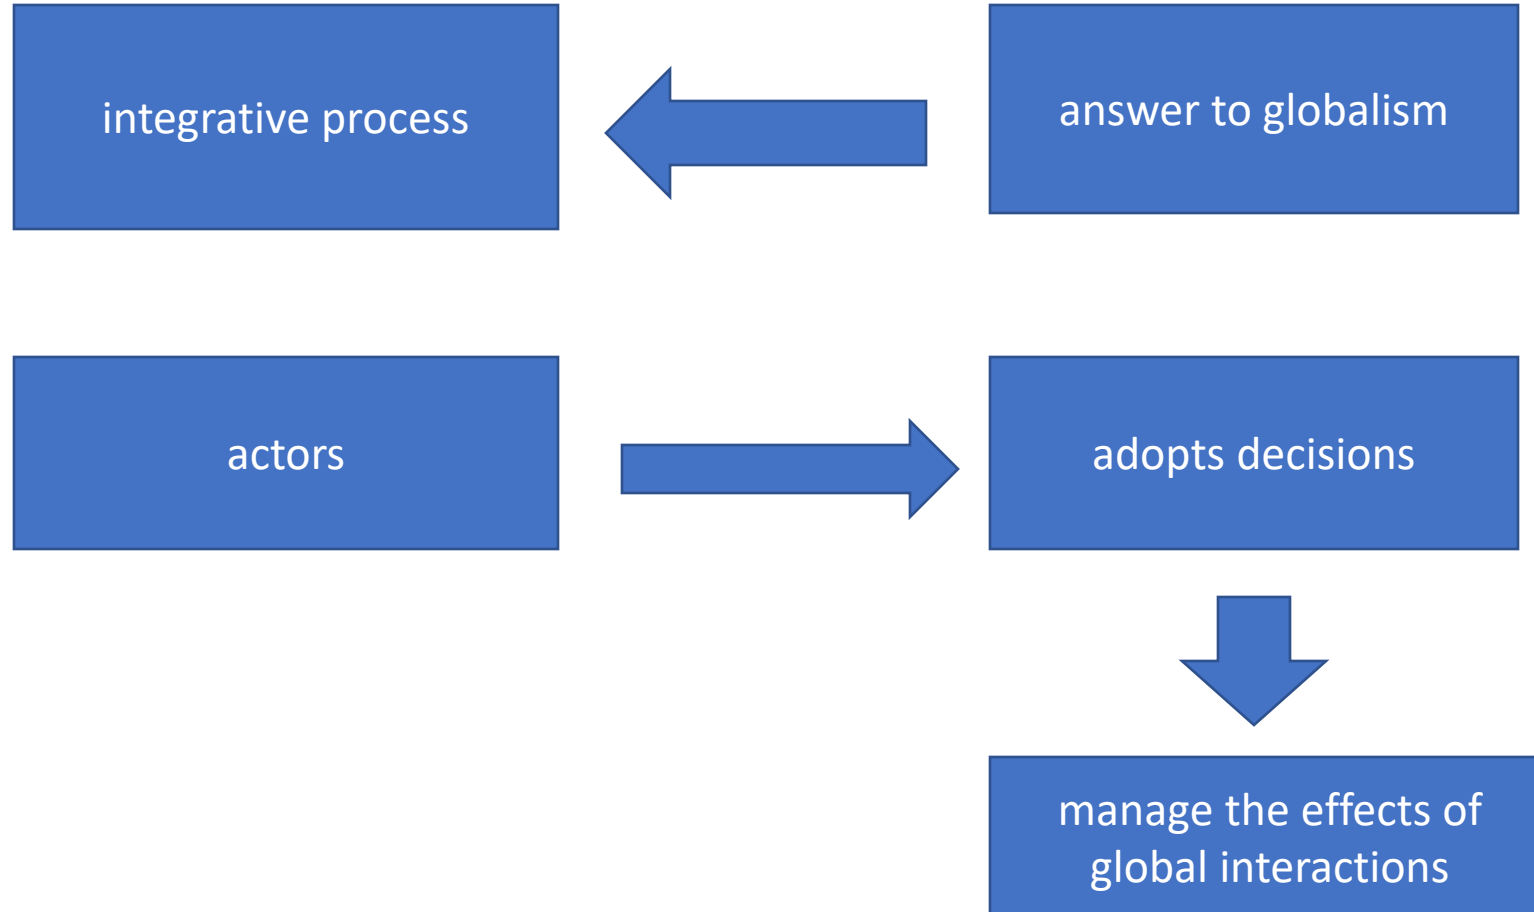 integrative process
answer to globalism
actors
adopts decisions
manage the effects of
global interactions